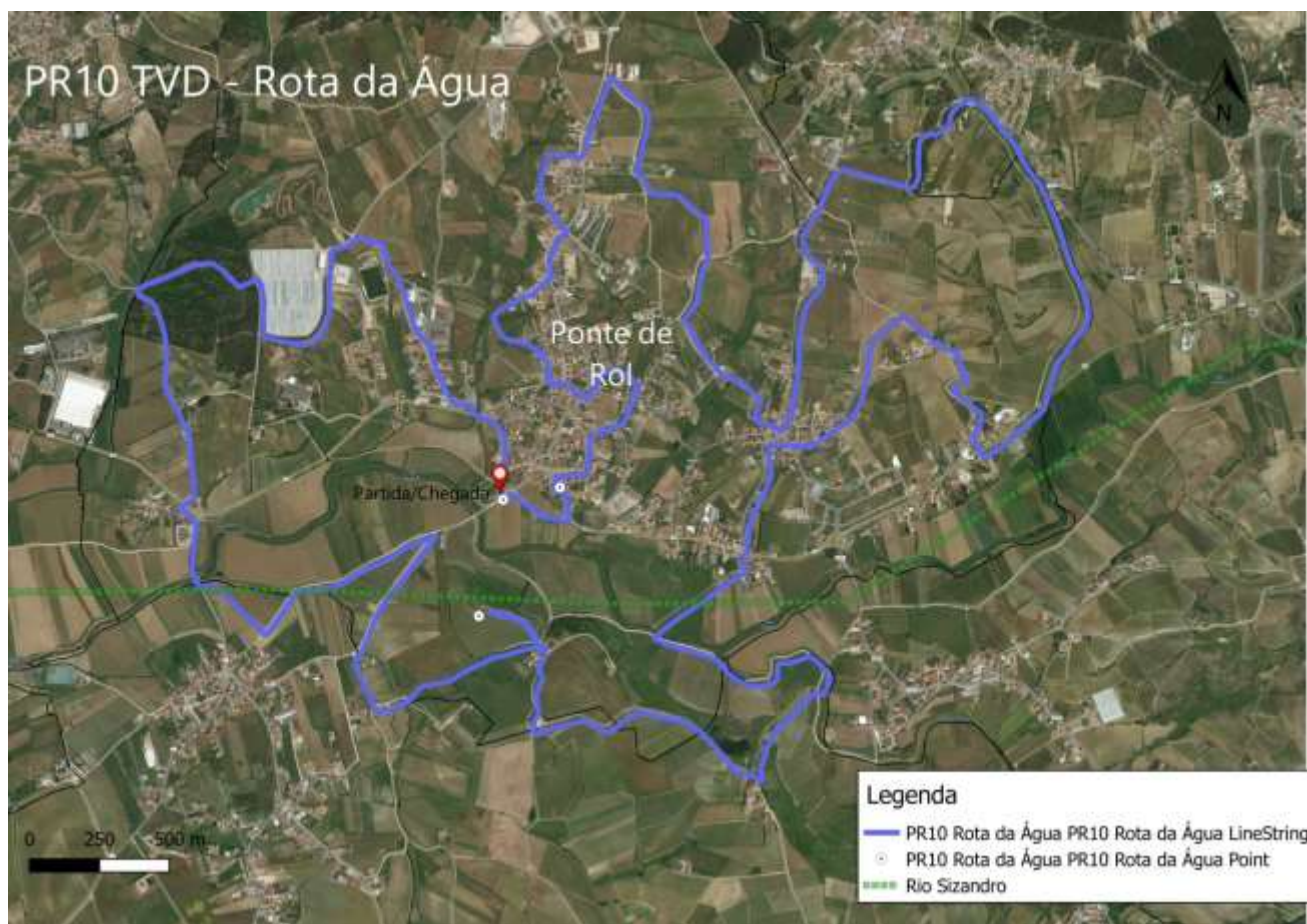 PR10 TVD - Rota da Água
N
Ponte de
Rol
Partida/Chegada
0 250 500 m
Legenda
PR10 Rota da Água PR10 Rota da Água LineString
PR10 Rota da Água PR10 Rota da Água Point
Rio Sizandro